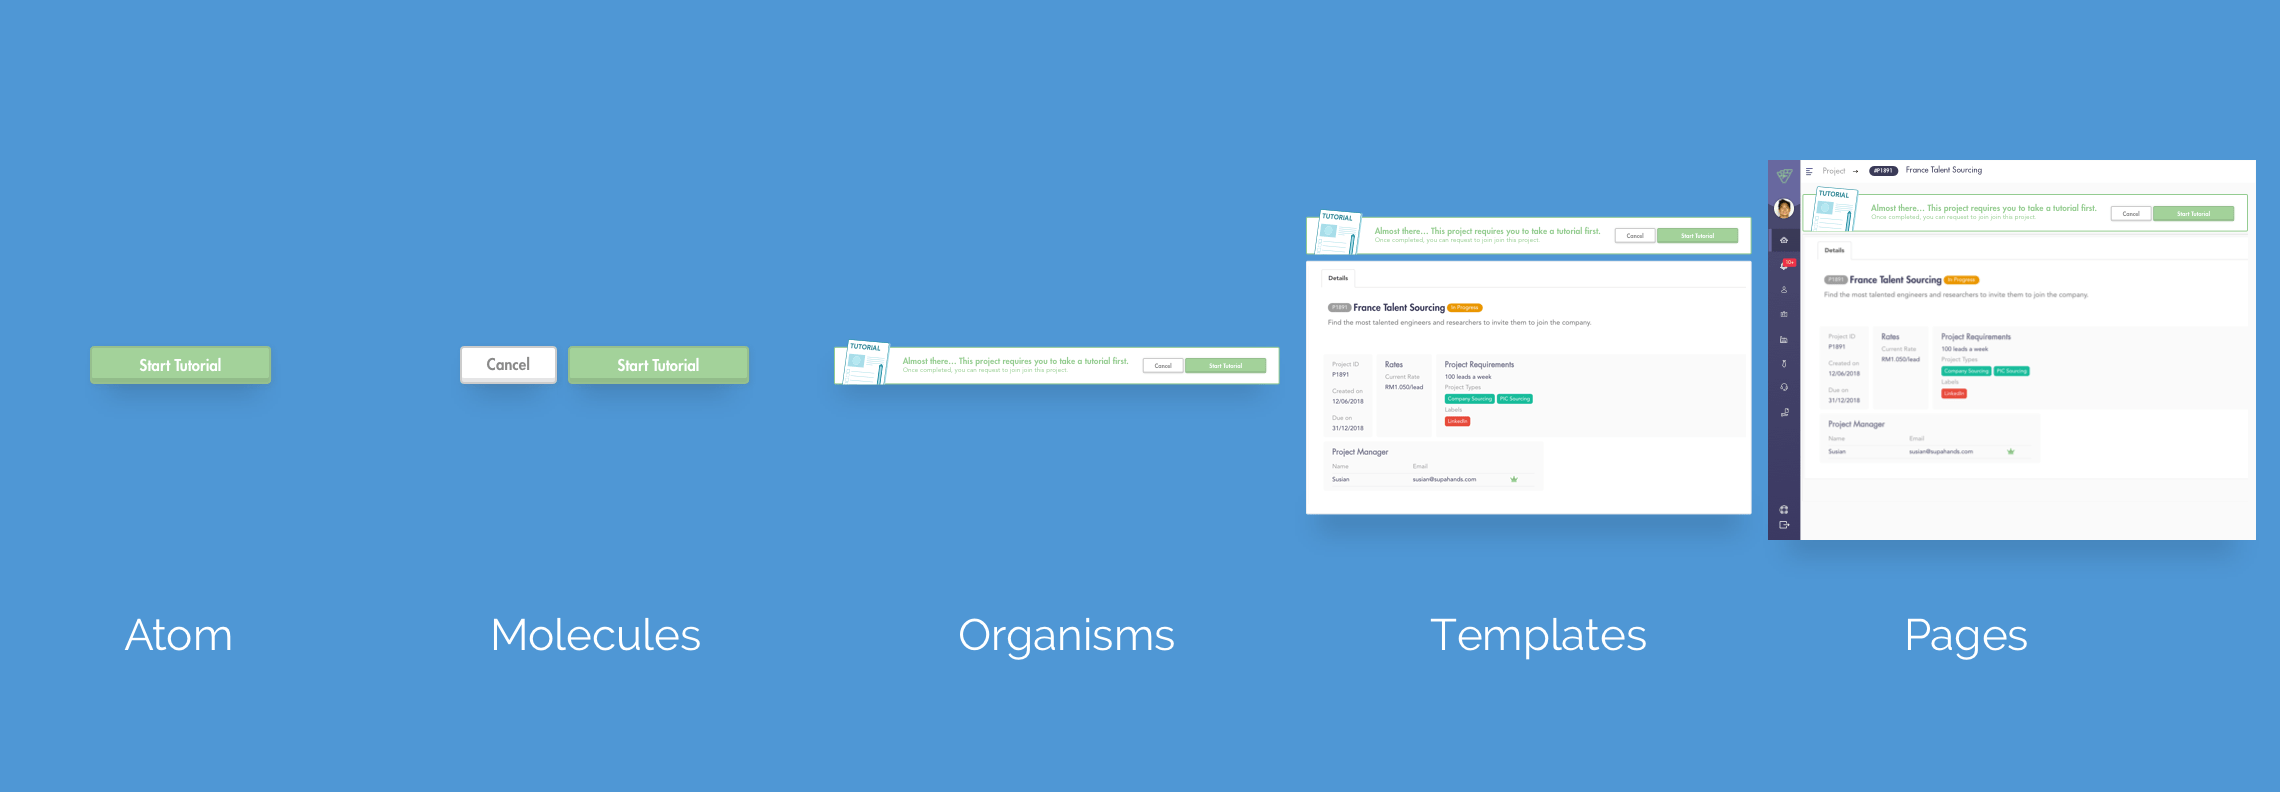 Start Tutorial
Cancel
Start Tutorial
TUTORIAL
Almost there... This project requires you to take a tutorial first.
Once completed, you can request to join join this project.
Cancel
Start Tutorial
TUTORIAL
Almost there... This project requires you to take a tutorial first.
Once completed, you can request to join join this project.
Cancel
Start Tutorial
Details
P1891 France Talent Sourcing In Progress
Find the most talented engineers and researchers to invite them to join the company.
Project ID
P1891
Created on
12/06/2018
Due on
31/12/2018
Rates
Current Rate
RM1.050/lead
Project Requirements
100 leads a week
Project Types
Company Sourcing PIC Sourcing
Labels
LinkedIn
Project Manager
Name Email
Susian susian@supahands.com
Project → #P1891 France Talent Sourcing
TUTORIAL
Almost there... This project requires you to take a tutorial first.
Once completed, you can request to join join this project.
Cancel
Start Tutorial
10+
Details
P1891 France Talent Sourcing In Progress
Find the most talented engineers and researchers to invite them to join the company.
Project ID
P1891
Created on
12/06/2018
Due on
31/12/2018
Rates
Current Rate
RM1.050/lead
Project Requirements
100 leads a week
Project Types
Company Sourcing PIC Sourcing
Labels
LinkedIn
Project Manager
Name Email
Susian susian@supahands.com
Atom
Molecules
Organisms
Templates
Pages